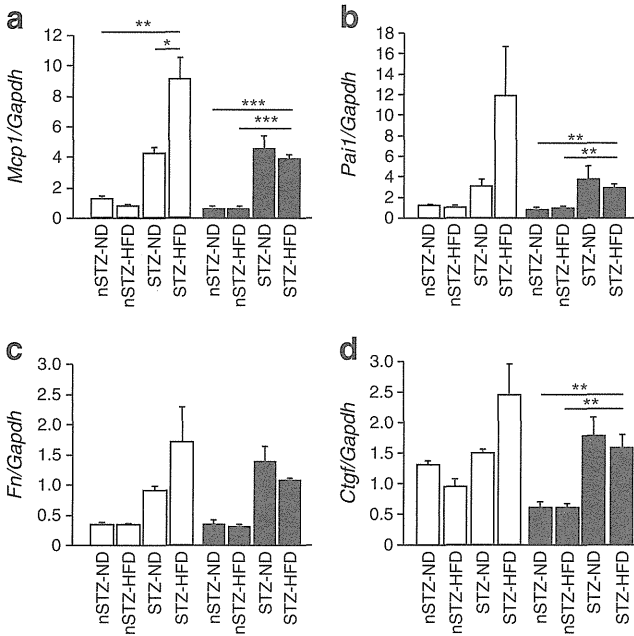 a
Mcp1/Gapdh
12
10
8
6
4
2
0
**
*
***
***
nSTZ-ND
nSTZ-HFD
STZ-ND
STZ-HFD
nSTZ-ND
nSTZ-HFD
STZ-ND
STZ-HFD
b
Pai1/Gapdh
18
16
14
12
10
8
6
4
2
0
**
**
nSTZ-ND
nSTZ-HFD
STZ-ND
STZ-HFD
nSTZ-ND
nSTZ-HFD
STZ-ND
STZ-HFD
c
Fn/Gapdh
3.0
2.5
2.0
1.5
1.0
0.5
0
nSTZ-ND
nSTZ-HFD
STZ-ND
STZ-HFD
nSTZ-ND
nSTZ-HFD
STZ-ND
STZ-HFD
d
Ctgf/Gapdh
3.0
2.5
2.0
1.5
1.0
0.5
0
**
**
nSTZ-ND
nSTZ-HFD
STZ-ND
STZ-HFD
nSTZ-ND
nSTZ-HFD
STZ-ND
STZ-HFD